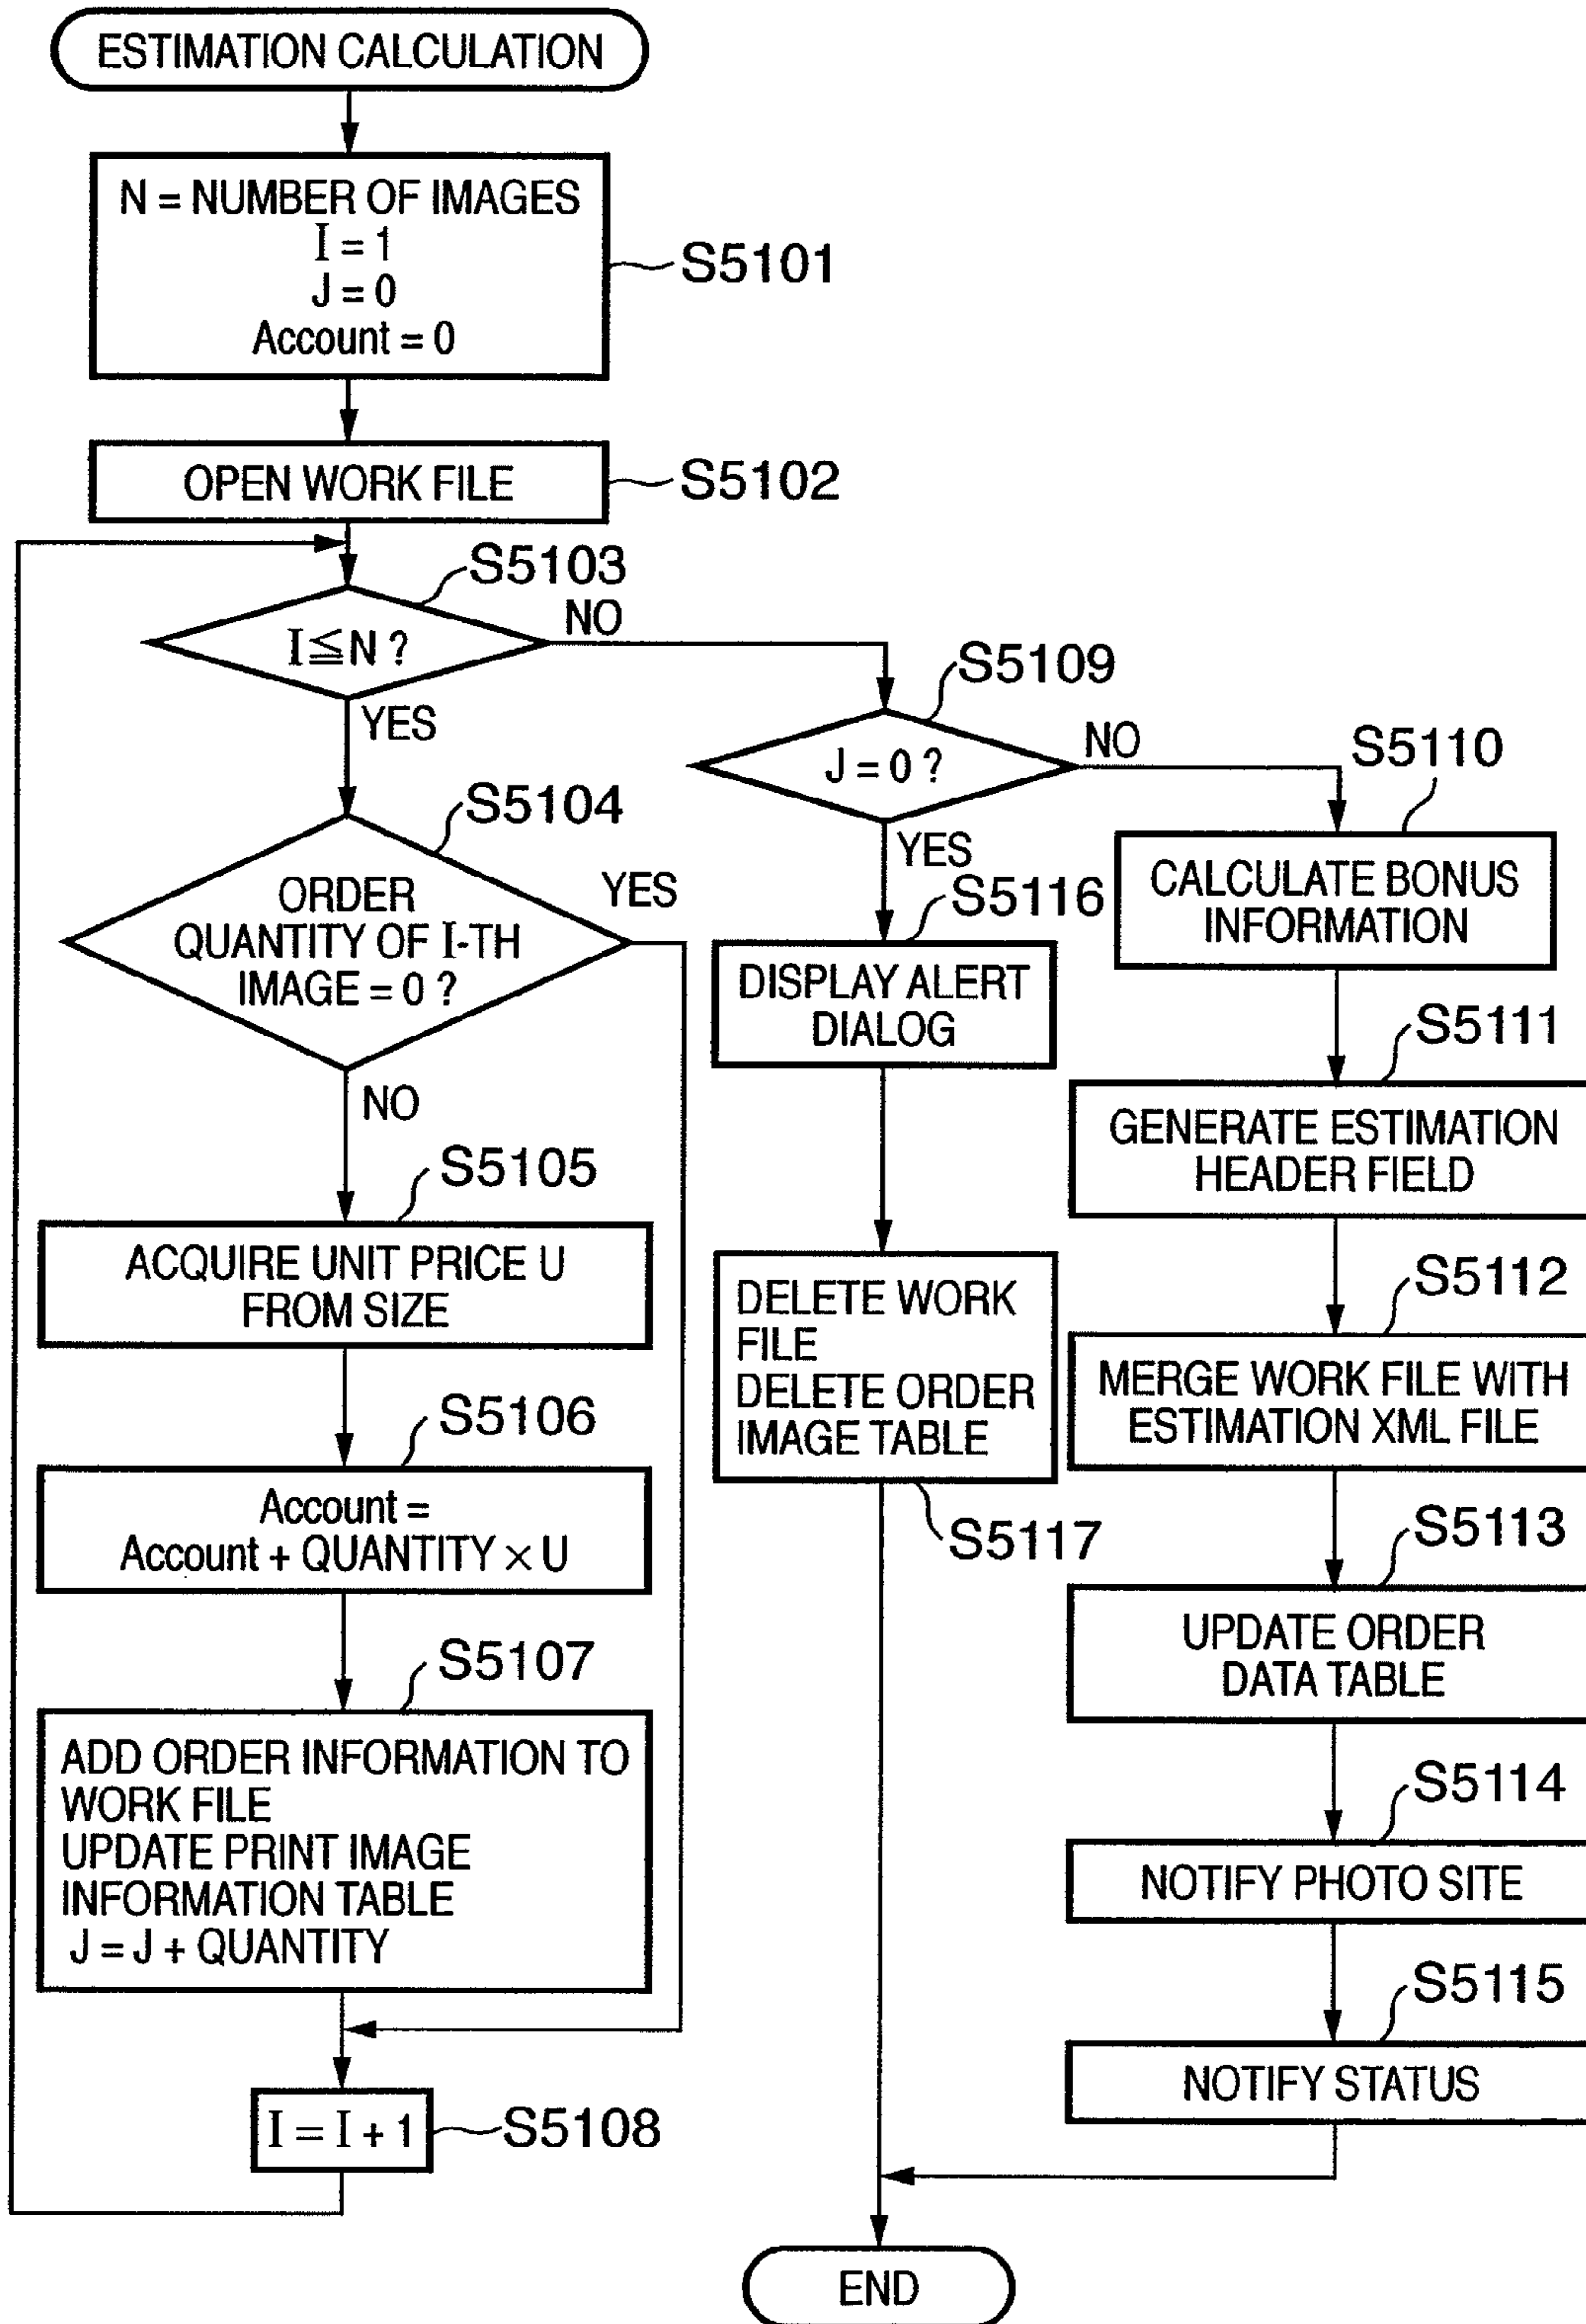 ESTIMATION CALCULATION
N = NUMBER OF IMAGES
I = 1
J = 0
Account = 0
S5101
OPEN WORK FILE
S5102
S5103
I≦N ?
NO
YES
S5104
ORDER
QUANTITY OF I-TH
IMAGE = 0 ?
YES
NO
S5105
ACQUIRE UNIT PRICE U
FROM SIZE
S5106
Account =
Account + QUANTITY × U
S5107
ADD ORDER INFORMATION TO
WORK FILE
UPDATE PRINT IMAGE
INFORMATION TABLE
J = J + QUANTITY
I = I + 1
S5108
S5109
J = 0 ?
NO
YES
S5116
DISPLAY ALERT
DIALOG
DELETE WORK
FILE
DELETE ORDER
IMAGE TABLE
S5117
S5110
CALCULATE BONUS
INFORMATION
S5111
GENERATE ESTIMATION
HEADER FIELD
S5112
MERGE WORK FILE WITH
ESTIMATION XML FILE
S5113
UPDATE ORDER
DATA TABLE
S5114
NOTIFY PHOTO SITE
S5115
NOTIFY STATUS
END